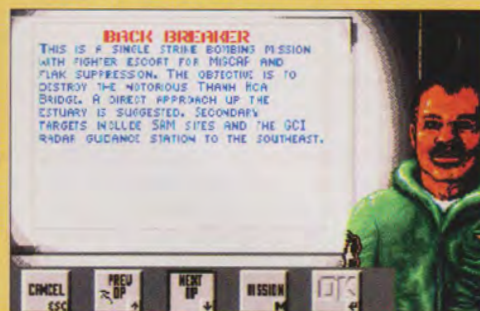 BACK BREAKER
THIS IS A SINGLE STRIKE BOMBING MISSION
WITH FIGHTER ESCORT FOR MIGCAP AND
FLAK SUPPRESSION. THE OBJECTIVE IS TO
DESTROY THE NOTORIOUS THANH HOA
BRIDGE. A DIRECT APPROACH UP THE
ESTUARY IS SUGGESTED. SECONDARY
TARGETS INCLUDE SAM SITES AND THE GCI
RADAR GUIDANCE STATION TO THE SOUTHEAST.
CANCEL PREV OP NEXT OP MISSION OK
ESC M